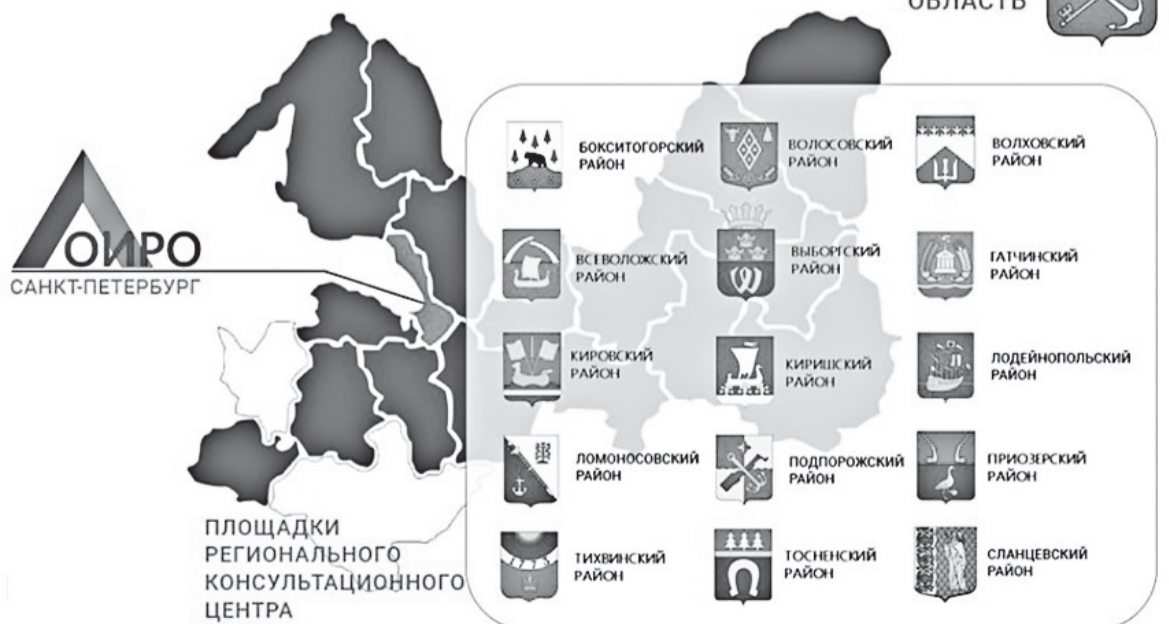 ОБЛАСТЬ
БОКСИТОГОРСКИЙ
РАЙОН
ВОЛОСОВСКИЙ
РАЙОН
ВОЛХОВСКИЙ
РАЙОН
ЛОИРО
САНКТ-ПЕТЕРБУРГ
ВСЕВОЛОЖСКИЙ
РАЙОН
ВЫБОРГСКИЙ
РАЙОН
ГАТЧИНСКИЙ
РАЙОН
КИРОВСКИЙ
РАЙОН
КИРИШСКИЙ
РАЙОН
ЛОДЕЙНОПОЛЬСКИЙ
РАЙОН
ЛОМОНОСОВСКИЙ
РАЙОН
ПОДПОРОЖСКИЙ
РАЙОН
ПРИОЗЕРСКИЙ
РАЙОН
ТИХВИНСКИЙ
РАЙОН
ТОСНЕНСКИЙ
РАЙОН
СЛАНЦЕВСКИЙ
РАЙОН
ПЛОЩАДКИ
РЕГИОНАЛЬНОГО
КОНСУЛЬТАЦИОННОГО
ЦЕНТРА